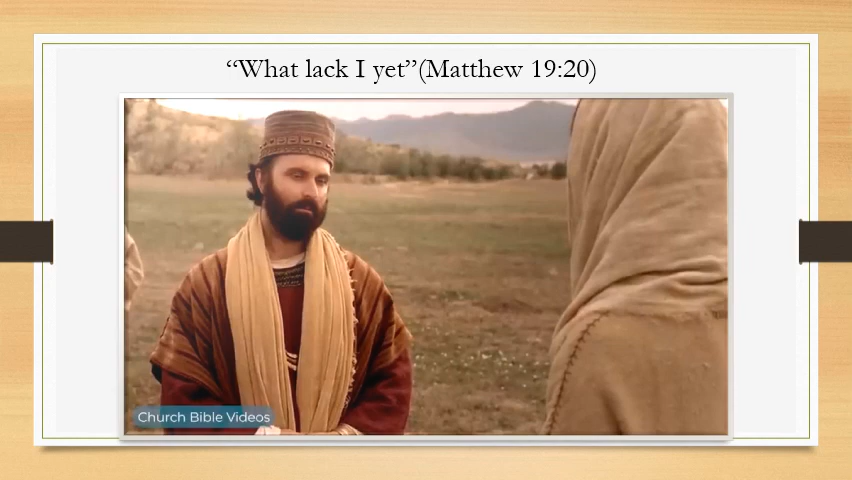 “What lack I yet”(Matthew 19:20)
Church Bible Videos